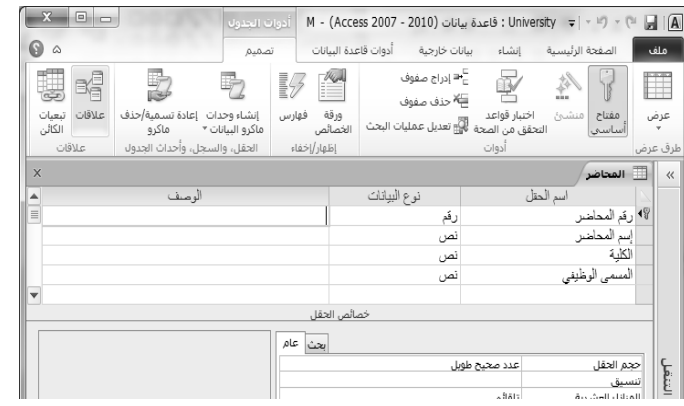 University : قاعدة بيانات (Access 2007 - 2010) - M
أدوات الجدول
ملف
الصفحة الرئيسية
إنشاء
بيانات خارجية
أدوات قاعدة البيانات
تصميم
عرض
مفتاح أساسي
منشئ
اختبار قواعد التحقق من الصحة
إدراج صفوف
حذف صفوف
تعديل عمليات البحث
ورقة الخصائص
فهارس
إنشاء وحدات ماكرو البيانات
إعادة تسمية/حذف ماكرو
علاقات
تبعيات الكائن
طرق عرض
أدوات
إظهار/إخفاء
الحقل، والسجل، وأحداث الجدول
علاقات
المحاضر
اسم الحقل نوع البيانات الوصف
رقم المحاضر رقم
إسم المحاضر نص
الكلية نص
المسمى الوظيفي نص
خصائص الحقل
عام بحث
حجم الحقل عدد صحيح طويل
تنسيق
المنازل العشرية تلقائي